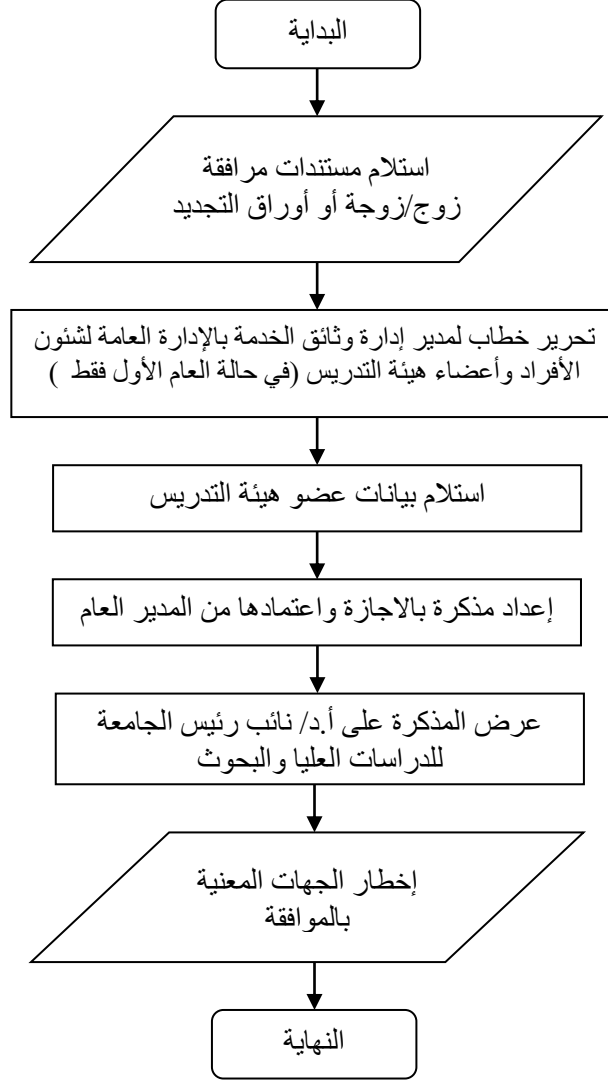 البداية
استلام مستندات مرافقة
زوج/زوجة أو أوراق التجديد
تحرير خطاب لمدير إدارة وثائق الخدمة بالإدارة العامة لشئون
الأفراد وأعضاء هيئة التدريس (في حالة العام الأول فقط )
استلام بيانات عضو هيئة التدريس
إعداد مذكرة بالاجازة واعتمادها من المدير العام
عرض المذكرة على أ.د/ نائب رئيس الجامعة
للدراسات العليا والبحوث
إخطار الجهات المعنية
بالموافقة
النهاية